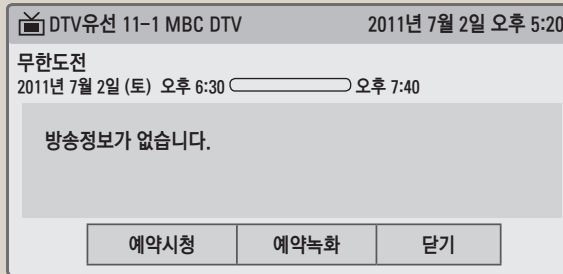 DTV유선 11-1 MBC DTV 2011년 7월 2일 오후 5:20
무한도전
2011년 7월 2일 (토) 오후 6:30 오후 7:40
방송정보가 없습니다.
예약시청 예약녹화 닫기